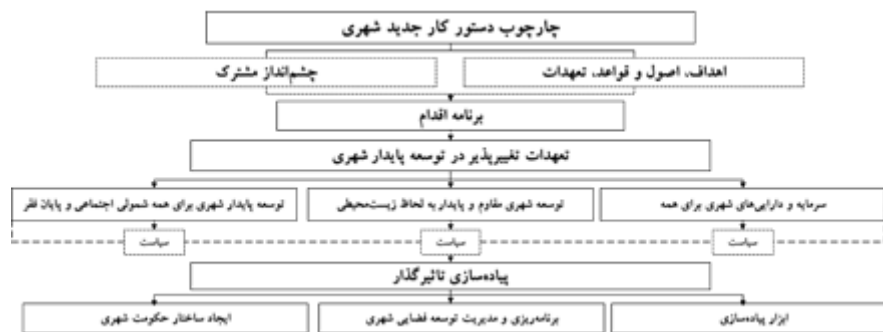 چارچوب دستور کار جدید شهری
اهداف، اصول و قواعد، تعهدات
چشم‌انداز مشترک
برنامه اقدام
تعهدات تغییرپذیر در توسعه پایدار شهری
سرمایه و دارایی‌های شهری برای همه
توسعه شهری مقاوم و پایدار به لحاظ زیست‌محیطی
توسعه پایدار شهری برای همه شمولی اجتماعی و پایان فقر
سیاست
سیاست
سیاست
پیاده‌سازی تاثیرگذار
ابزار پیاده‌سازی
برنامه‌ریزی و مدیریت توسعه فضایی شهری
ایجاد ساختار حکومت شهری